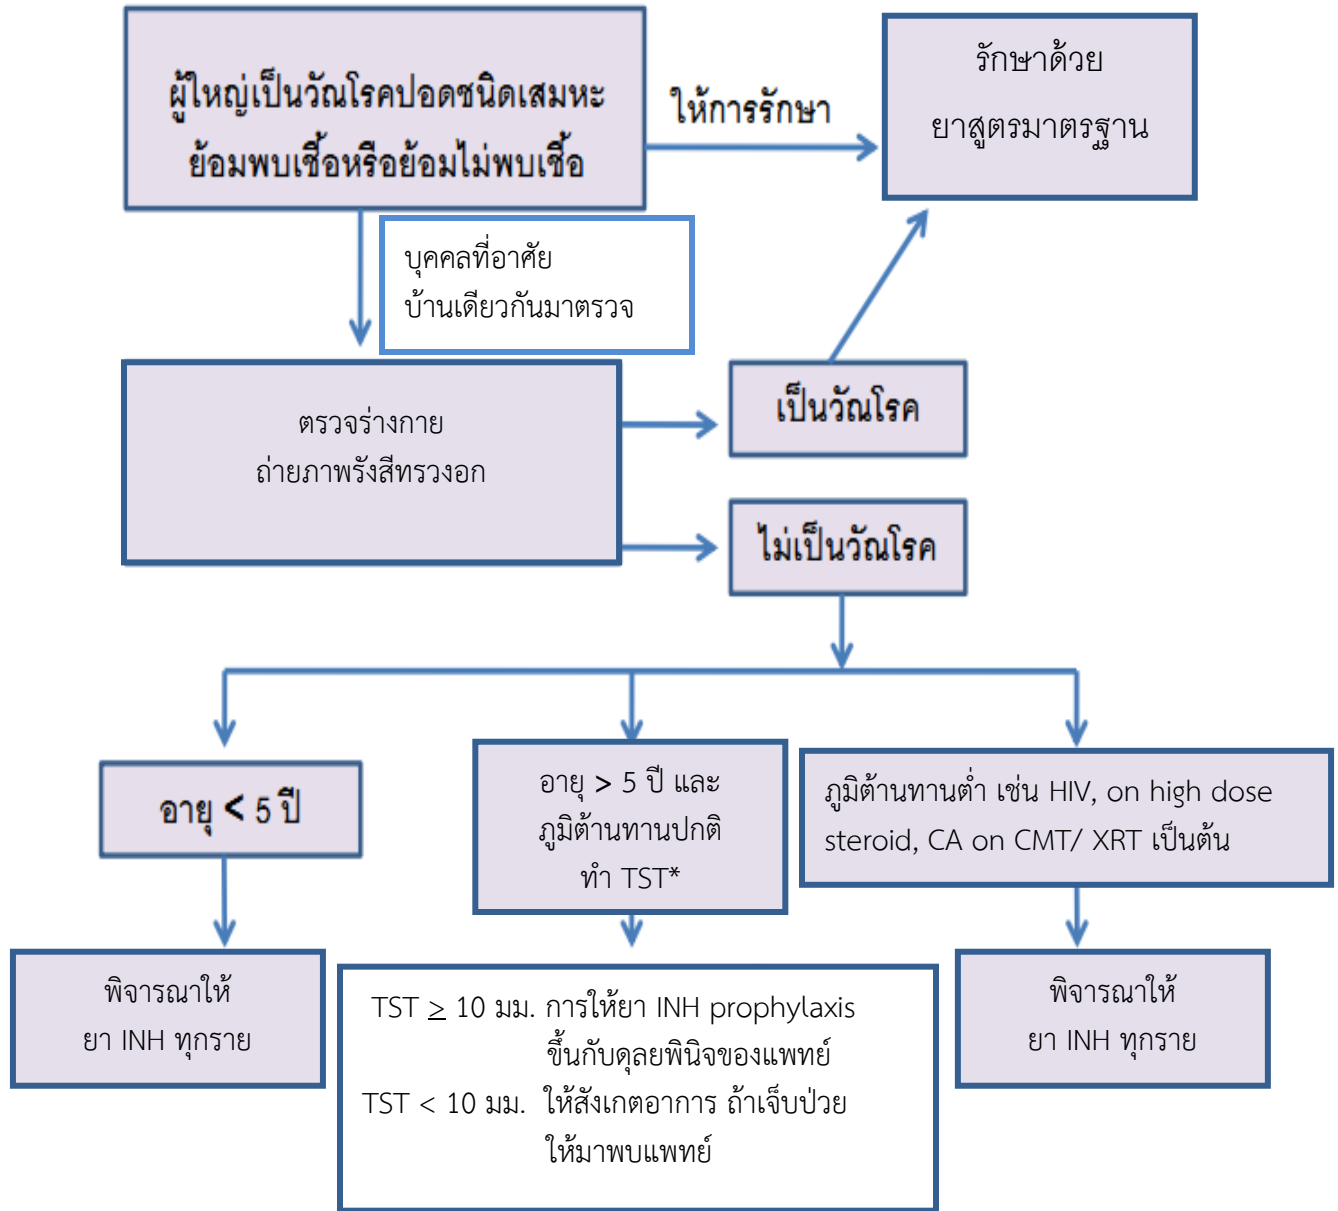 ผู้ใหญ่เป็นวัณโรคปอดชนิดเสมหะ
ย้อมพบเชื้อหรือย้อมไม่พบเชื้อ
ให้การรักษา
รักษาด้วย
ยาสูตรมาตรฐาน
บุคคลที่อาศัย
บ้านเดียวกันมาตรวจ
ตรวจร่างกาย
ถ่ายภาพรังสีทรวงอก
เป็นวัณโรค
ไม่เป็นวัณโรค
อายุ < 5 ปี
อายุ > 5 ปี และ
ภูมิต้านทานปกติ
ทำ TST*
ภูมิต้านทานต่ำ เช่น HIV, on high dose
steroid, CA on CMT/ XRT เป็นต้น
พิจารณาให้
ยา INH ทุกราย
TST ≥ 10 มม. การให้ยา INH prophylaxis
ขึ้นกับดุลยพินิจของแพทย์
TST < 10 มม. ให้สังเกตอาการ ถ้าเจ็บป่วย
ให้มาพบแพทย์
พิจารณาให้
ยา INH ทุกราย